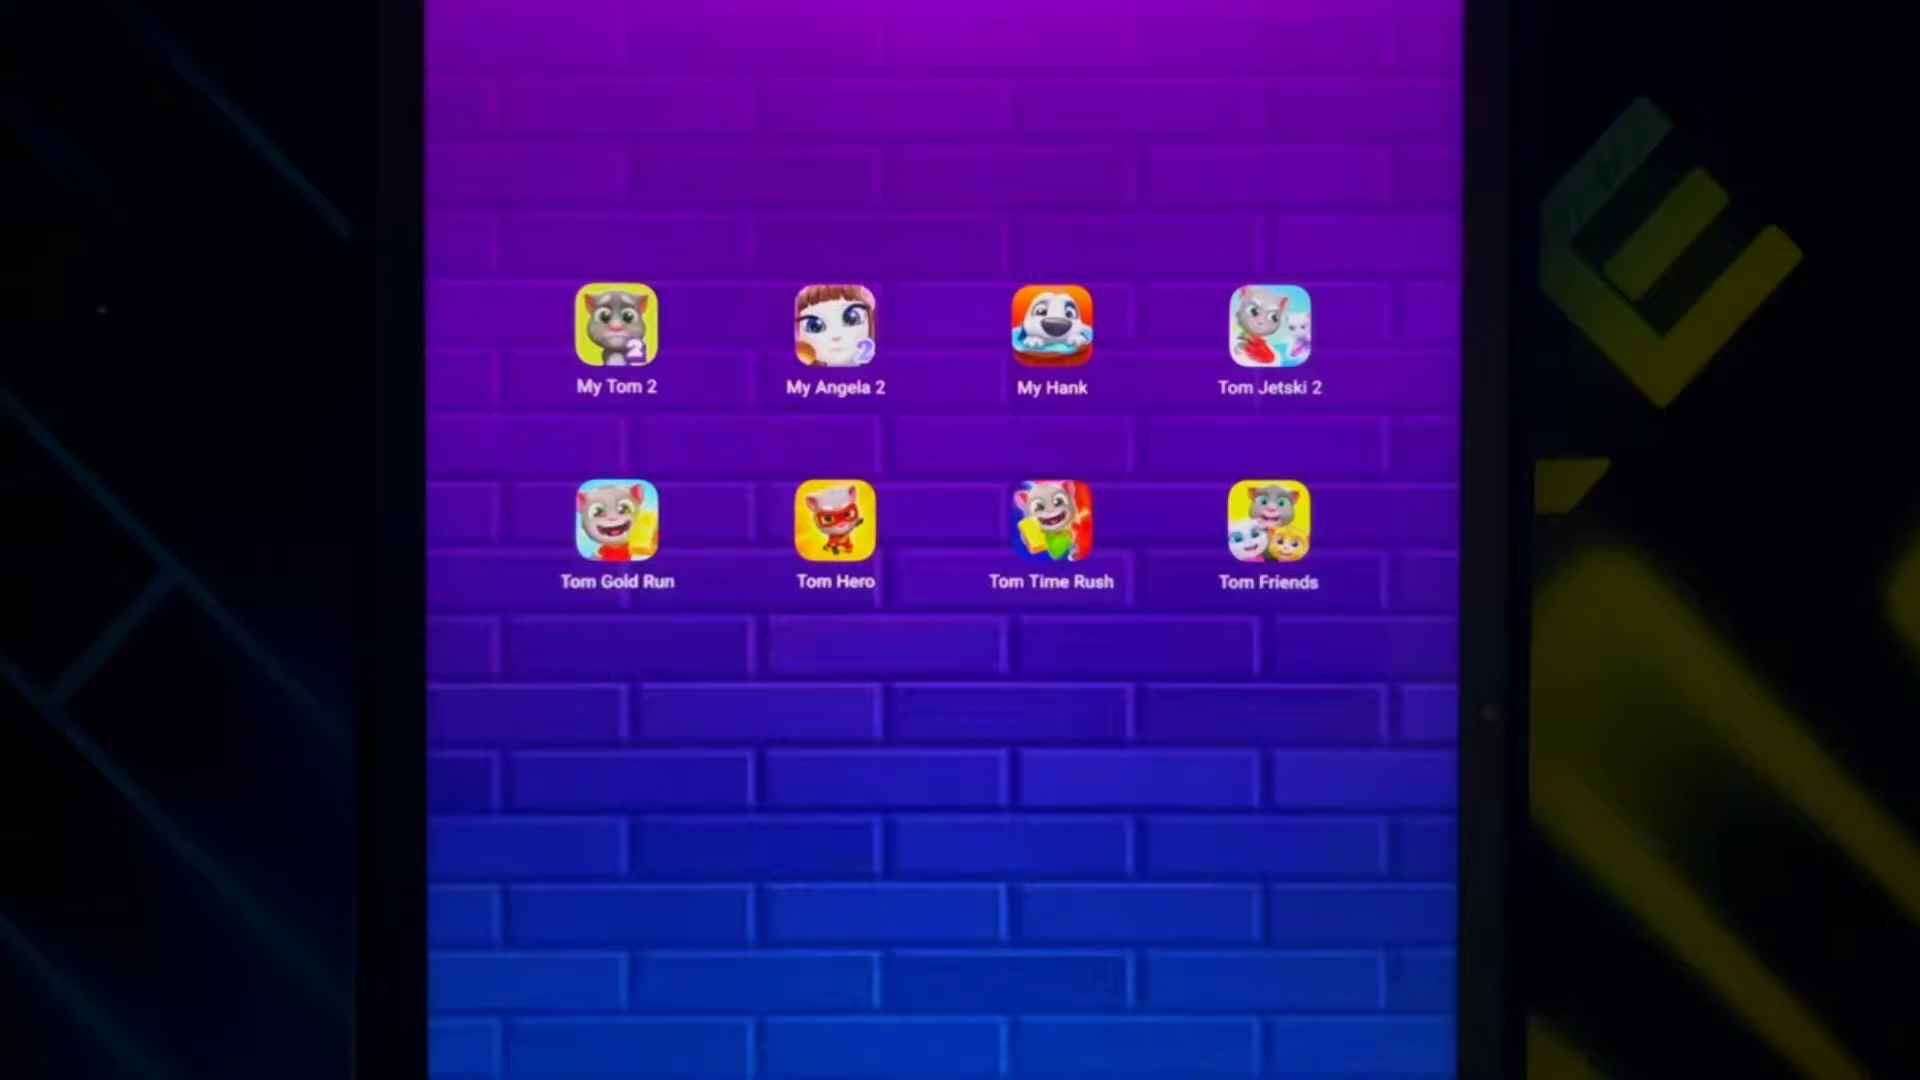 My Tom 2
My Angela 2
My Hank
Tom Jetski 2
Tom Gold Run
Tom Hero
Tom Time Rush
Tom Friends